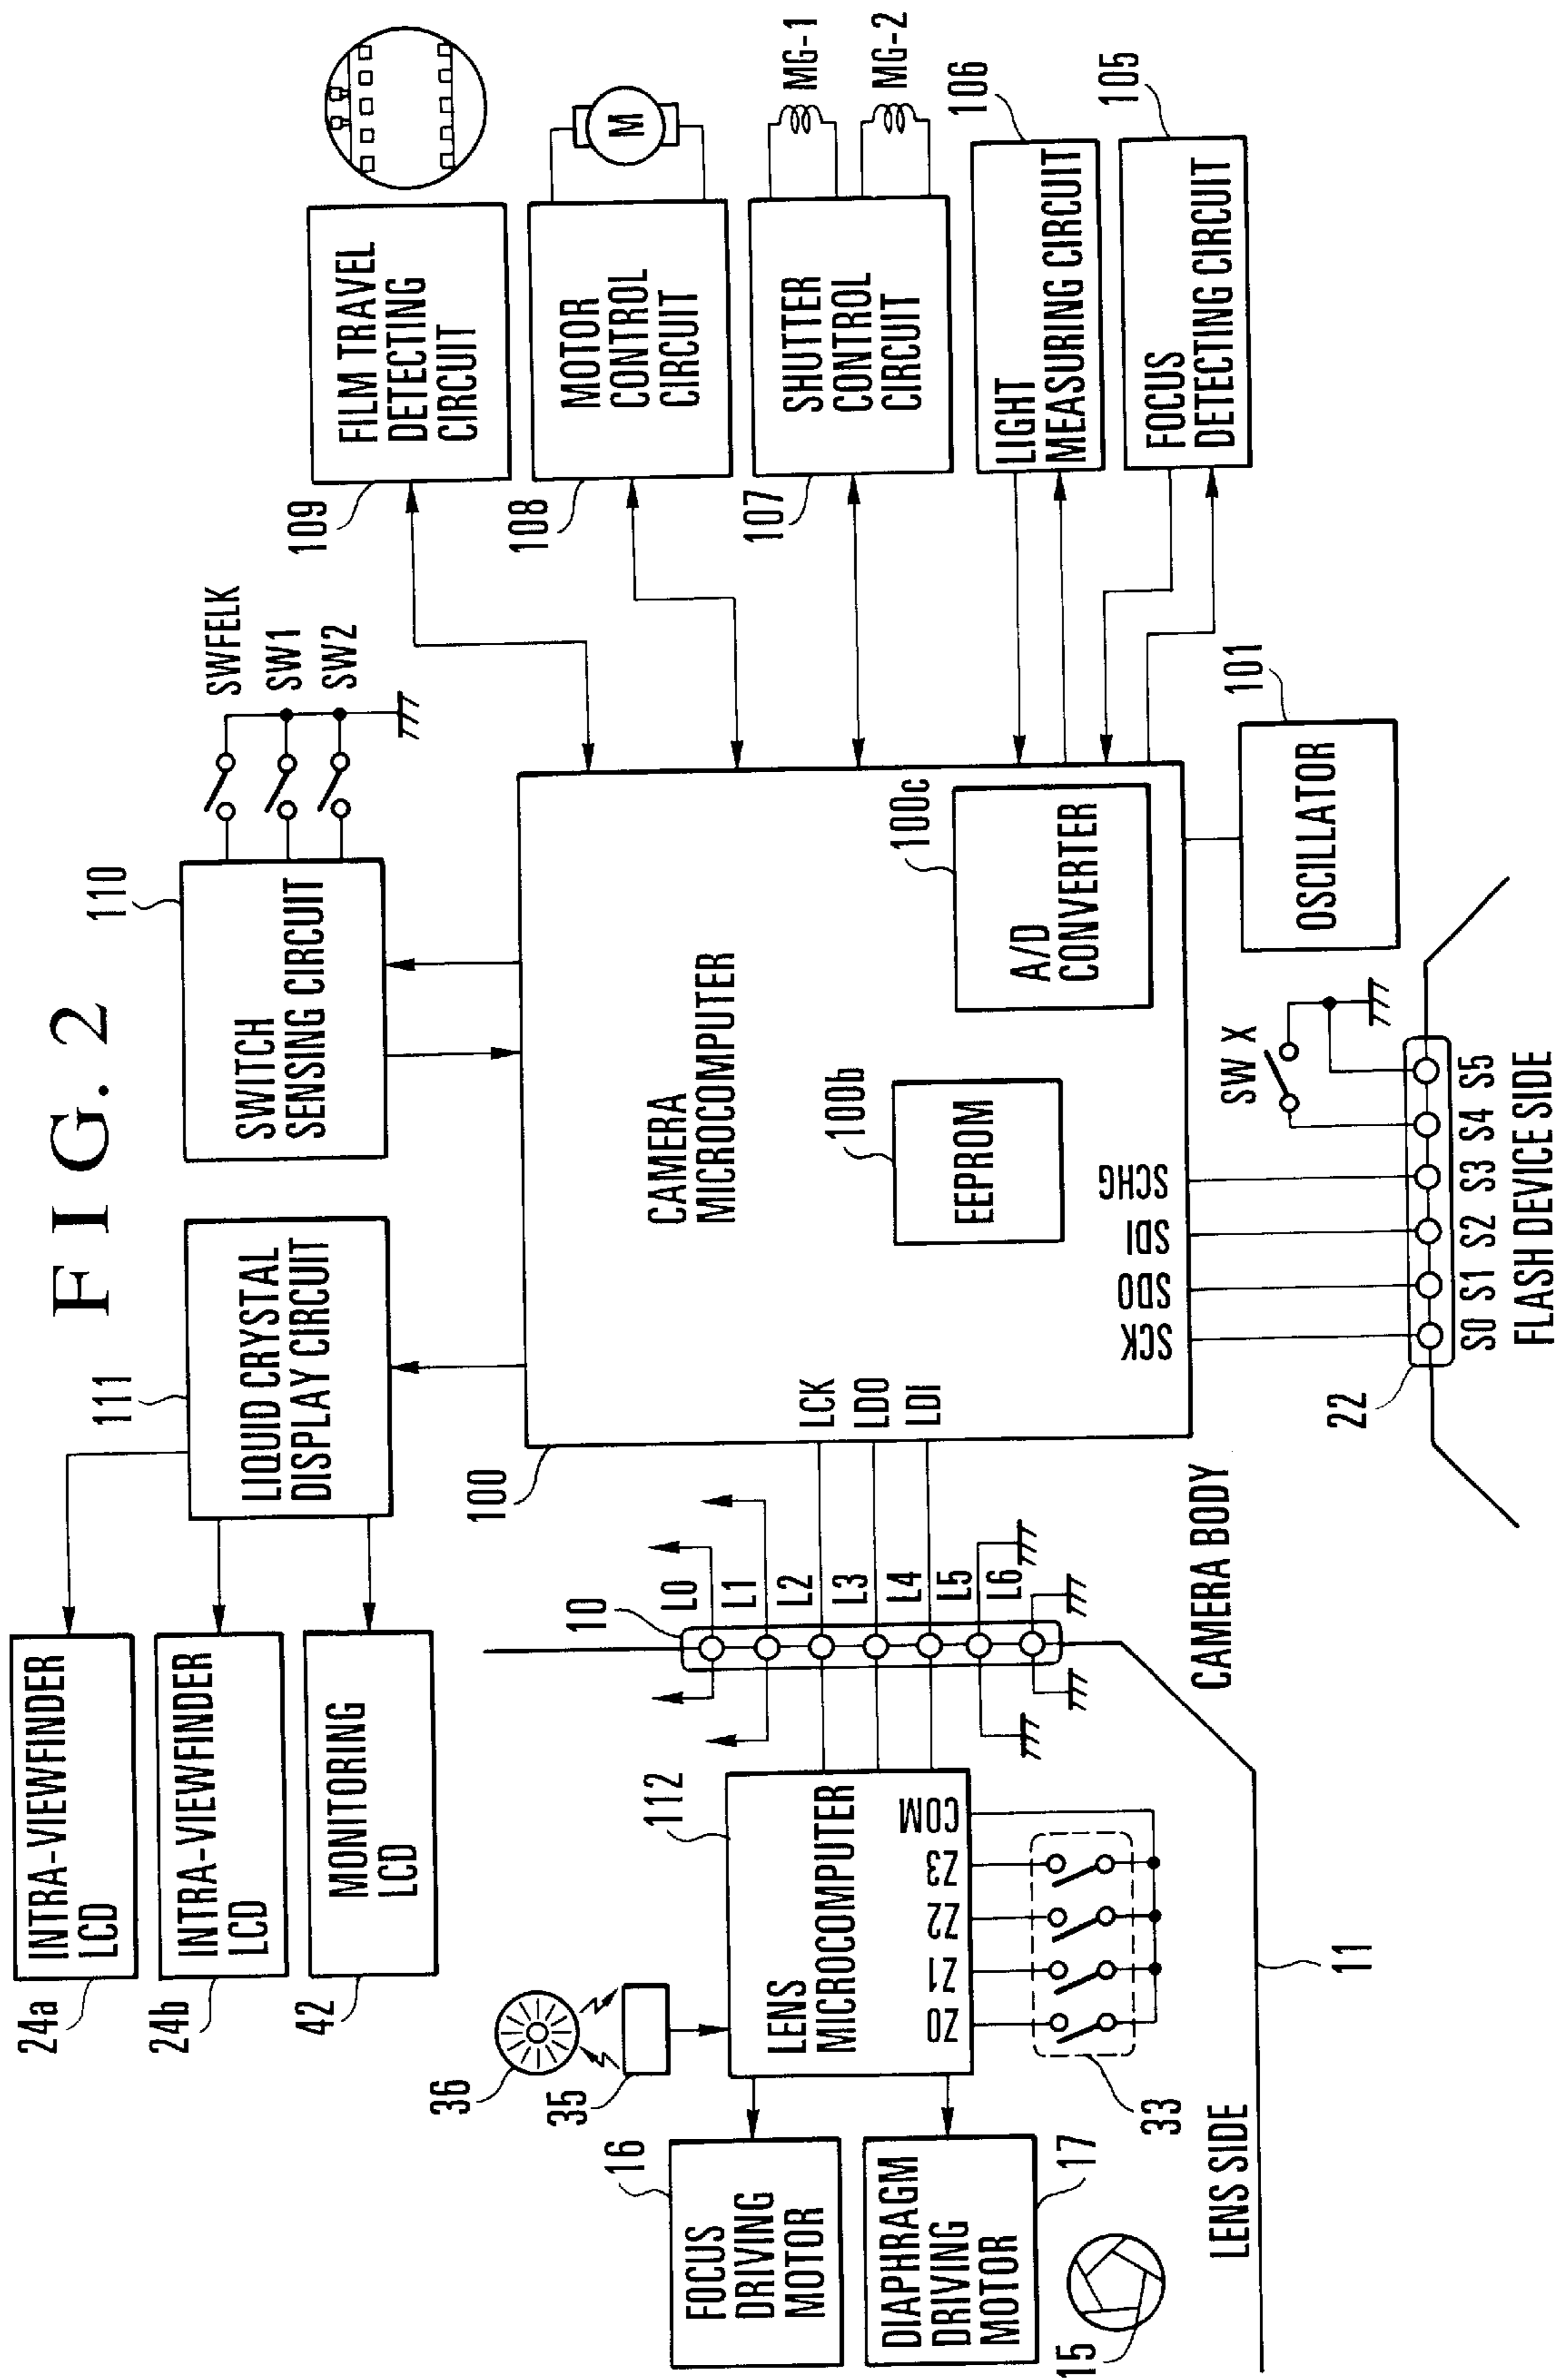 FIG. 2
INTRA-VIEWFINDER
LCD
24a
INTRA-VIEWFINDER
LCD
24b
MONITORING
LCD
42
111
LIQUID CRYSTAL
DISPLAY CIRCUIT
110
SWITCH
SENSING CIRCUIT
SWFELK
SW1
SW2
109
FILM TRAVEL
DETECTING
CIRCUIT
108
MOTOR
CONTROL
CIRCUIT
M
107
SHUTTER
CONTROL
CIRCUIT
MG-1
MG-2
106
LIGHT
MEASURING CIRCUIT
105
FOCUS
DETECTING CIRCUIT
100
CAMERA
MICROCOMPUTER
100b
EEPROM
100c
A/D
CONVERTER
101
OSCILLATOR
LCK
LDO
LDI
SCK
SDO
SDI
SCHG
SW X
22
S0 S1 S2 S3 S4 S5
FLASH DEVICE SIDE
10
L0
L1
L2
L3
L4
L5
L6
CAMERA BODY
112
LENS
MICROCOMPUTER
Z0 Z1 Z2 Z3 COM
33
36
35
16
FOCUS
DRIVING
MOTOR
17
DIAPHRAGM
DRIVING
MOTOR
15
LENS SIDE
11